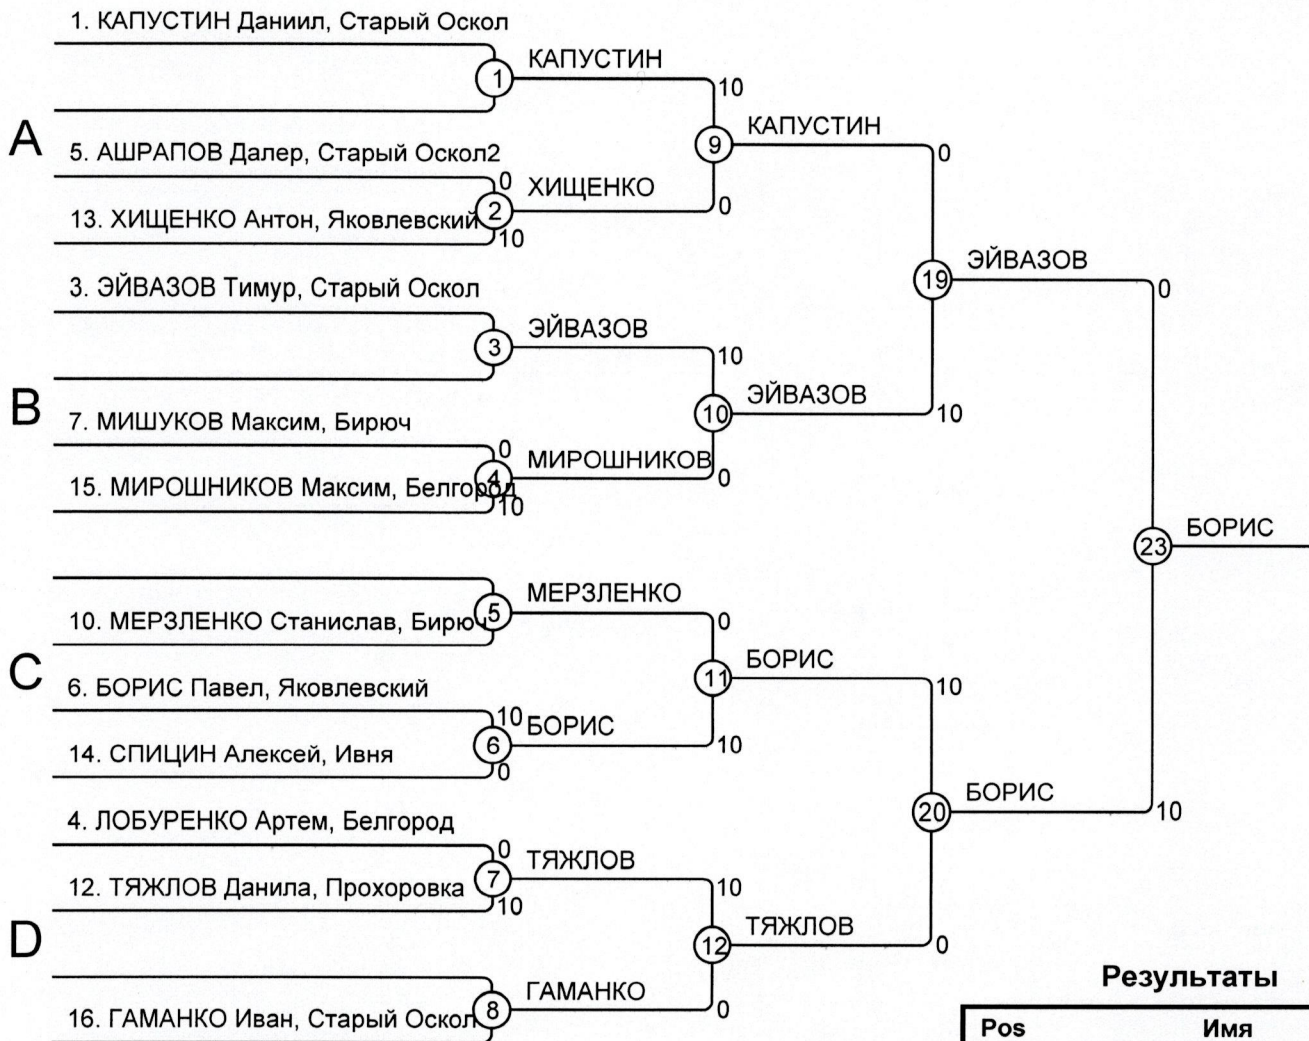 1. КАПУСТИН Даниил, Старый Оскол
КАПУСТИН
1
10
КАПУСТИН
9
0
A
5. АШРАПОВ Далер, Старый Оскол2
0
ХИЩЕНКО
2
0
13. ХИЩЕНКО Антон, Яковлевский
10
ЭЙВАЗОВ
19
0
3. ЭЙВАЗОВ Тимур, Старый Оскол
ЭЙВАЗОВ
3
10
ЭЙВАЗОВ
10
10
B
7. МИШУКОВ Максим, Бирюч
0
МИРОШНИКОВ
4
0
15. МИРОШНИКОВ Максим, Белгород
10
БОРИС
23
МЕРЗЛЕНКО
5
0
10. МЕРЗЛЕНКО Станислав, Бирюч
БОРИС
11
10
C
6. БОРИС Павел, Яковлевский
10
БОРИС
6
10
14. СПИЦИН Алексей, Ивня
0
БОРИС
20
10
4. ЛОБУРЕНКО Артем, Белгород
0
ТЯЖЛОВ
7
10
12. ТЯЖЛОВ Данила, Прохоровка
10
ТЯЖЛОВ
12
0
D
ГАМАНКО
8
0
16. ГАМАНКО Иван, Старый Оскол
Результаты
Pos Имя